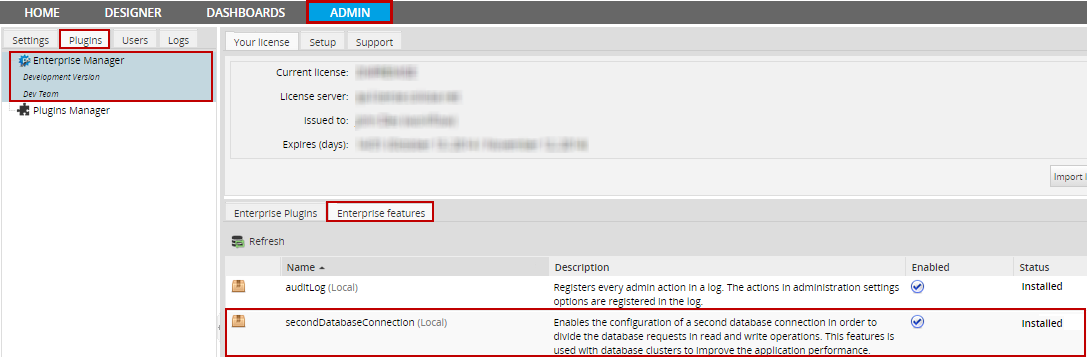 HOME DESIGNER DASHBOARDS ADMIN
Settings Plugins Users Logs
Enterprise Manager
Development Version
Dev Team
Plugins Manager
Your license Setup Support
Current license:
License server:
Issued to:
Expires (days):
Import
Enterprise Plugins Enterprise features
Refresh
Name Description Enabled Status
auditLog (Local) Registers every admin action in a log. The actions in administration settings Installed
options are registered in the log.
secondDatabaseConnection (Local) Enables the configuration of a second database connection in order to Installed
divide the database requests in read and write operations. This features is
used with database clusters to improve the application performance.